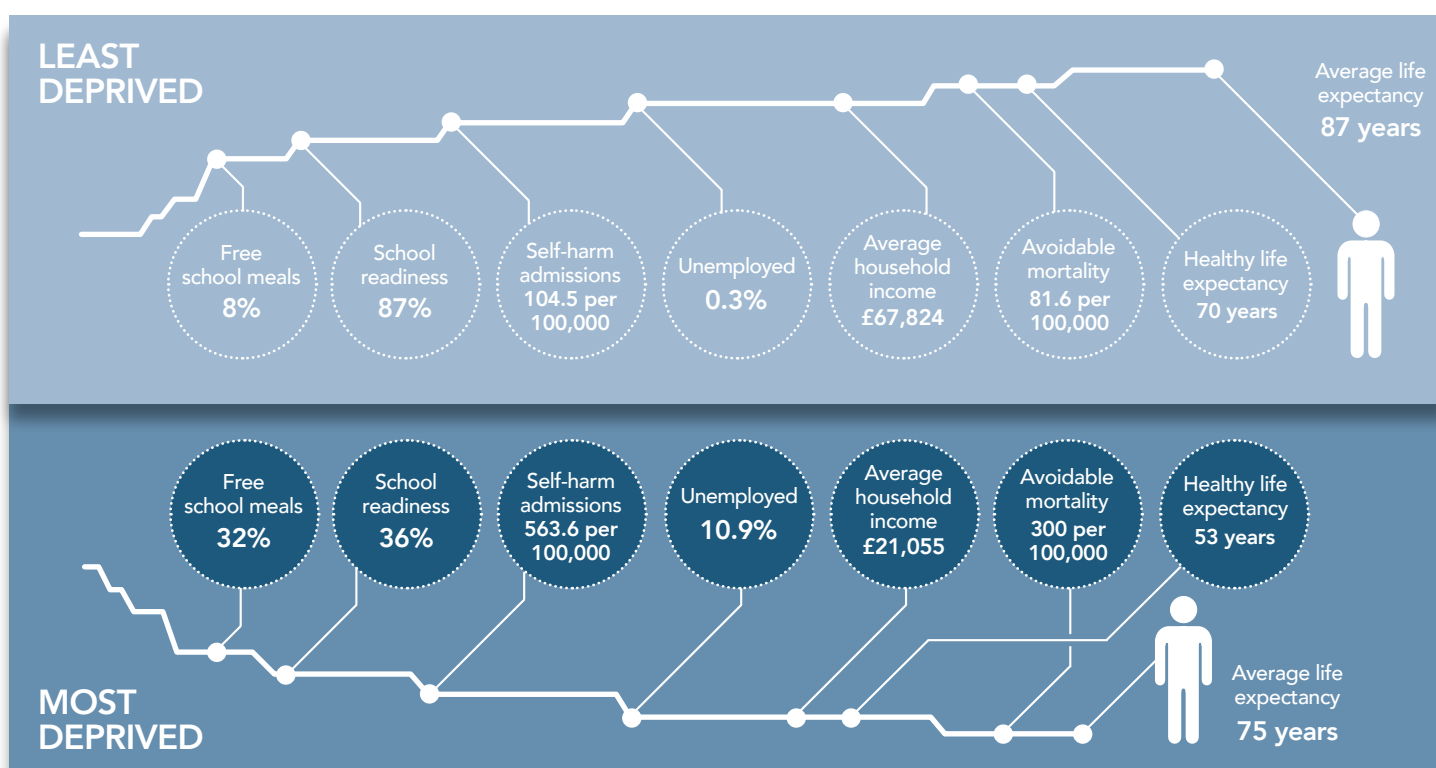 LEAST
DEPRIVED
Average life
expectancy
87 years
Free
school meals
8%
School
readiness
87%
Self-harm
admissions
104.5 per
100,000
Unemployed
0.3%
Average
household
income
£67,824
Avoidable
mortality
81.6 per
100,000
Healthy life
expectancy
70 years
Free
school meals
32%
School
readiness
36%
Self-harm
admissions
563.6 per
100,000
Unemployed
10.9%
Average
household
income
£21,055
Avoidable
mortality
300 per
100,000
Healthy life
expectancy
53 years
MOST
DEPRIVED
Average life
expectancy
75 years